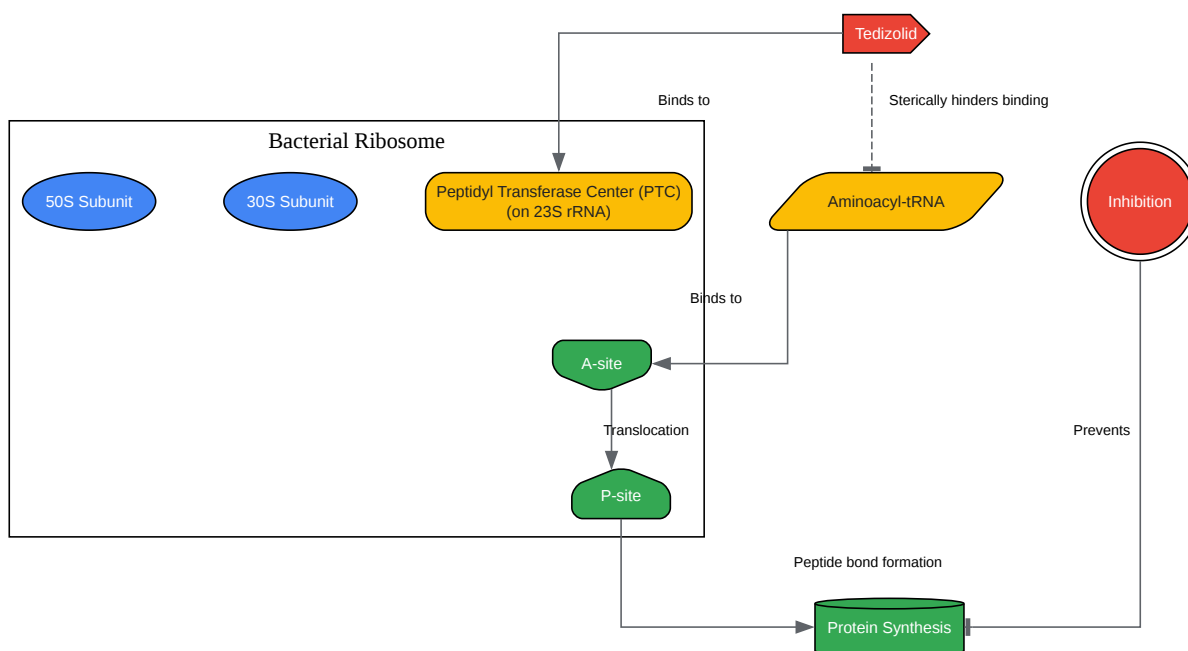 Tedizolid
Binds to
Sterically hinders binding
Bacterial Ribosome
50S Subunit
30S Subunit
Peptidyl Transferase Center (PTC)
(on 23S rRNA)
Aminoacyl-tRNA
Inhibition
Binds to
A-site
Translocation
Prevents
P-site
Peptide bond formation
Protein Synthesis